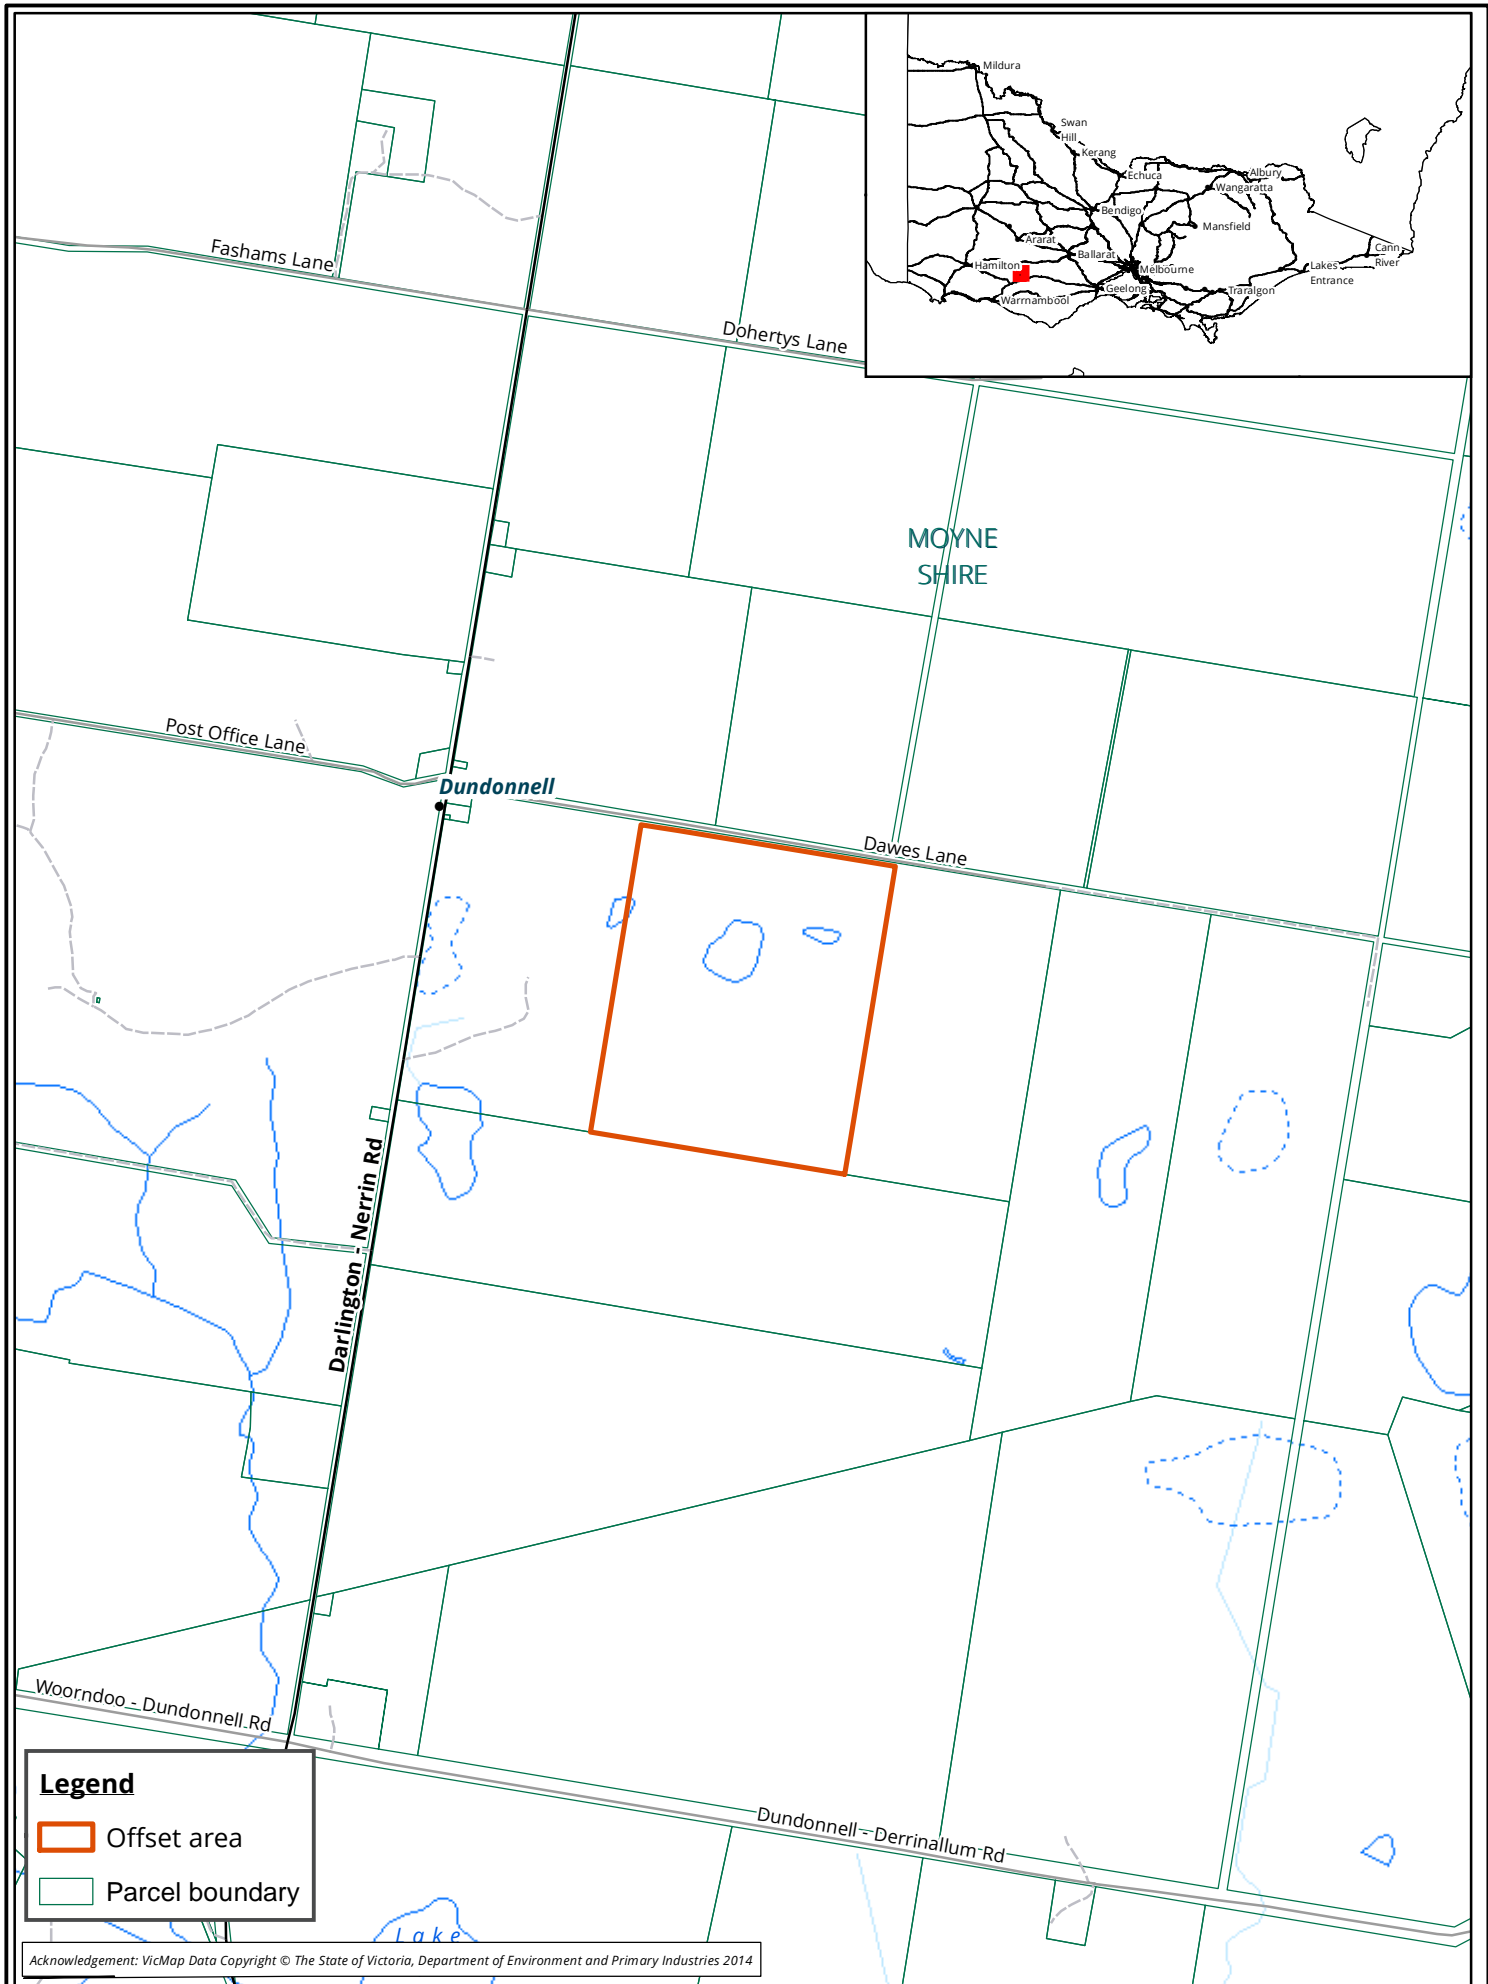 Mildura
Swan
Hill
Kerang
Echuca
Albury
Wangaratta
Bendigo
Mansfield
Ararat
Ballarat
Cann
River
Hamilton
Melbourne
Lakes
Entrance
Geelong
Traralgon
Warrnambool
Fashams Lane
Dohertys Lane
MOYNE
SHIRE
Post Office Lane
Dundonnell
Dawes Lane
Darlington - Nerrin Rd
Woorndoo - Dundonnell Rd
Dundonnell - Derrinallum Rd
Legend
Offset area
Parcel boundary
Lake
Acknowledgement: VicMap Data Copyright © The State of Victoria, Department of Environment and Primary Industries 2014